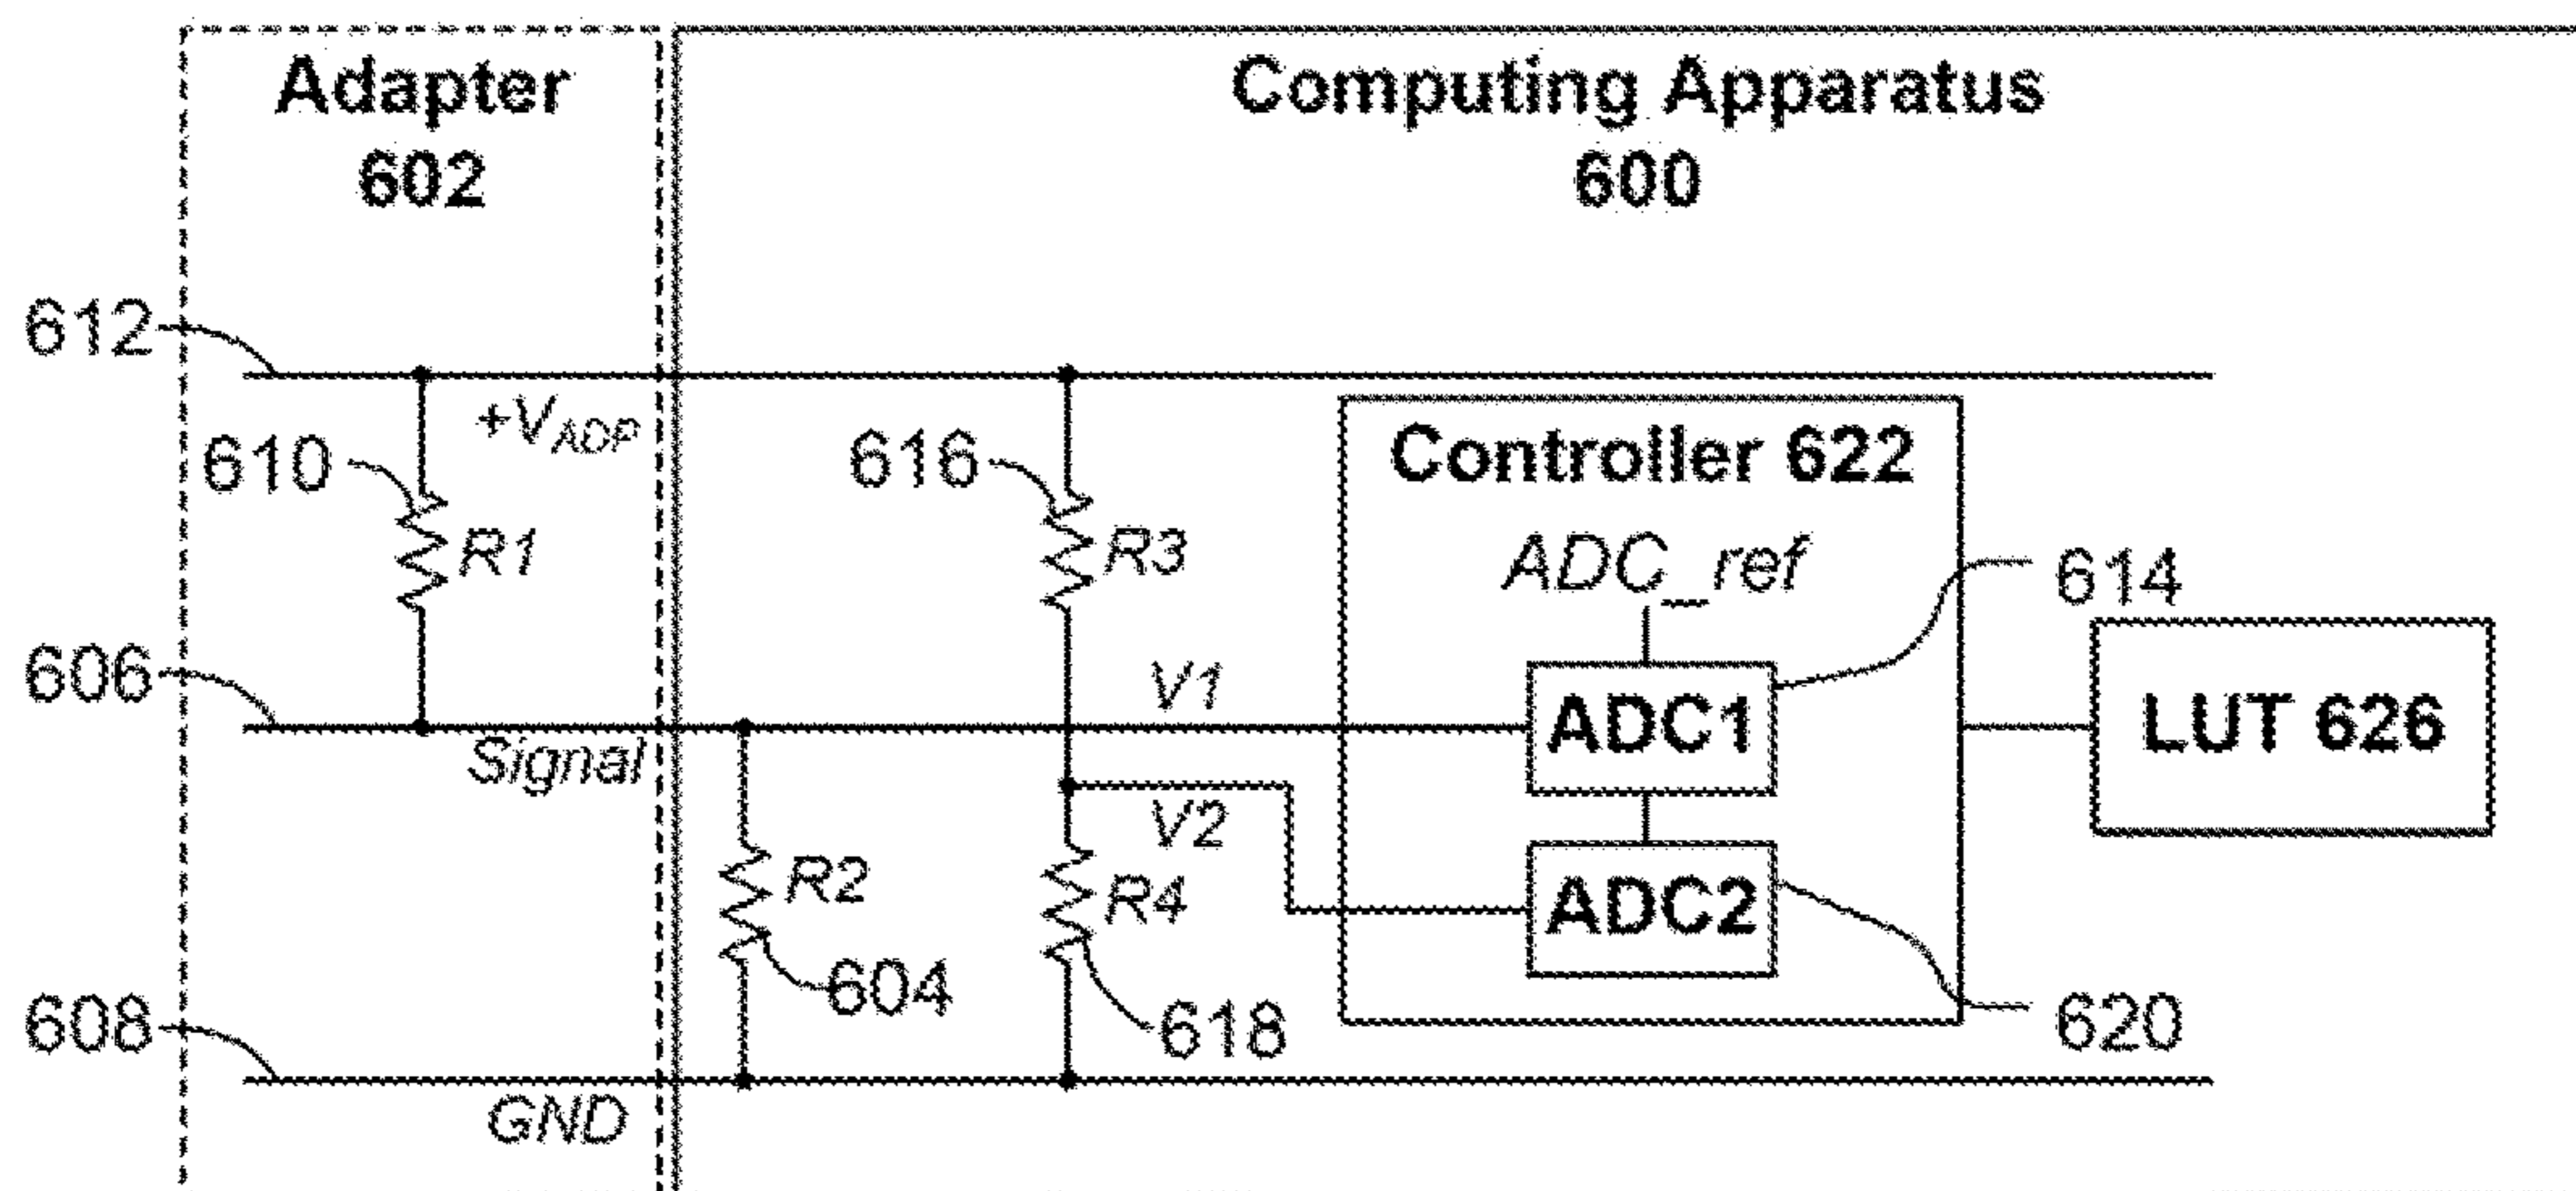 Adapter
602
Computing Apparatus
600
612
+VADP
610
R1
616
R3
Controller 622
ADC_ref
614
606
Signal
V1
ADC1
LUT 626
V2
R2
604
R4
618
ADC2
620
608
GND